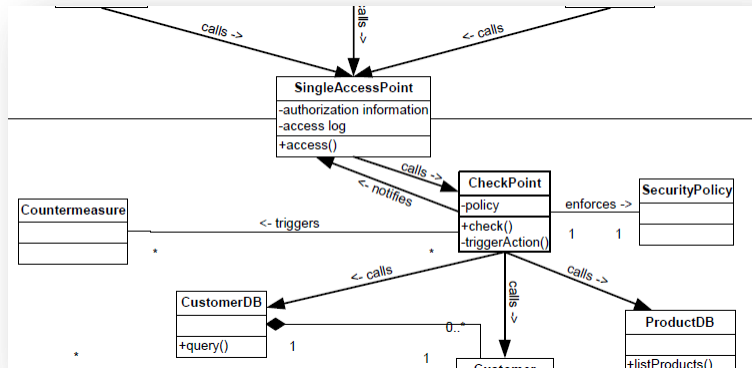 calls ->
calls ->
<- calls
SingleAccessPoint
-authorization information
-access log
+access()
calls ->
<- notifies
CheckPoint
-policy
+check()
-triggerAction()
enforces ->
1
1
SecurityPolicy
Countermeasure
<- triggers
*
*
<- calls
calls ->
calls ->
CustomerDB
+query()
1
0..*
1
*
ProductDB
+listProducts()